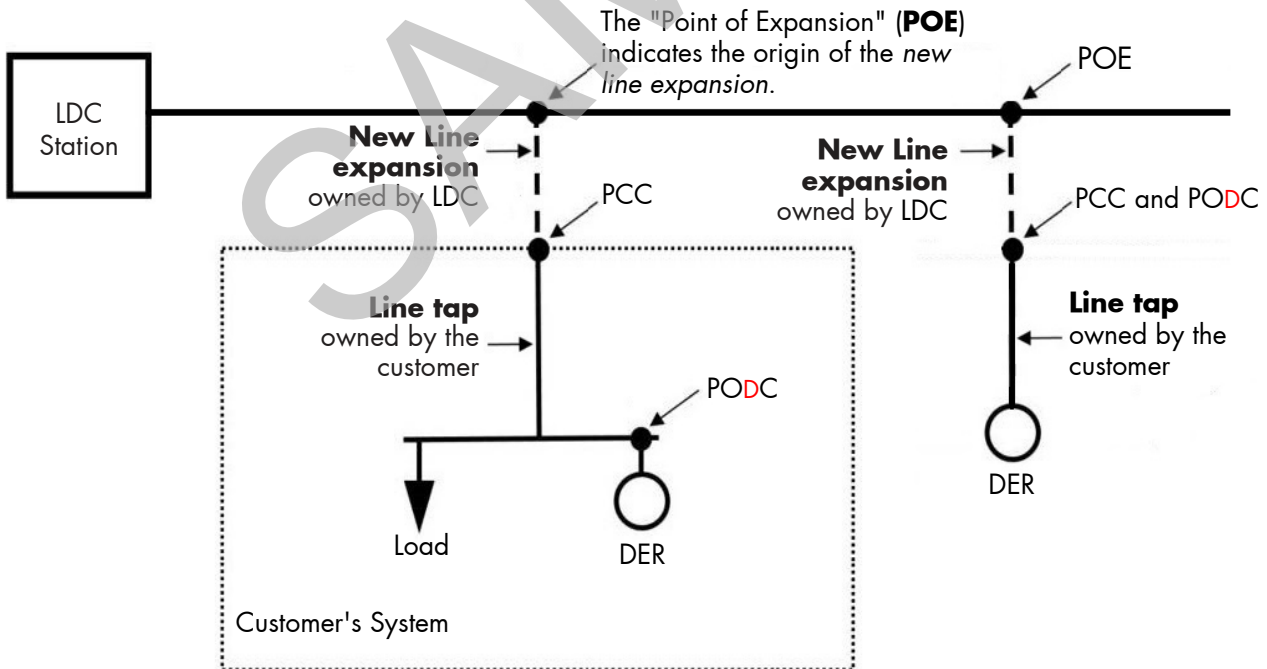 The "Point of Expansion" (POE)
indicates the origin of the new
line expansion.
POE
LDC
Station
New Line
expansion
owned by LDC
New Line
expansion
owned by LDC
PCC
PCC and PODC
Line tap
owned by the
customer
Line tap
owned by the
customer
PODC
Load
DER
DER
Customer's System